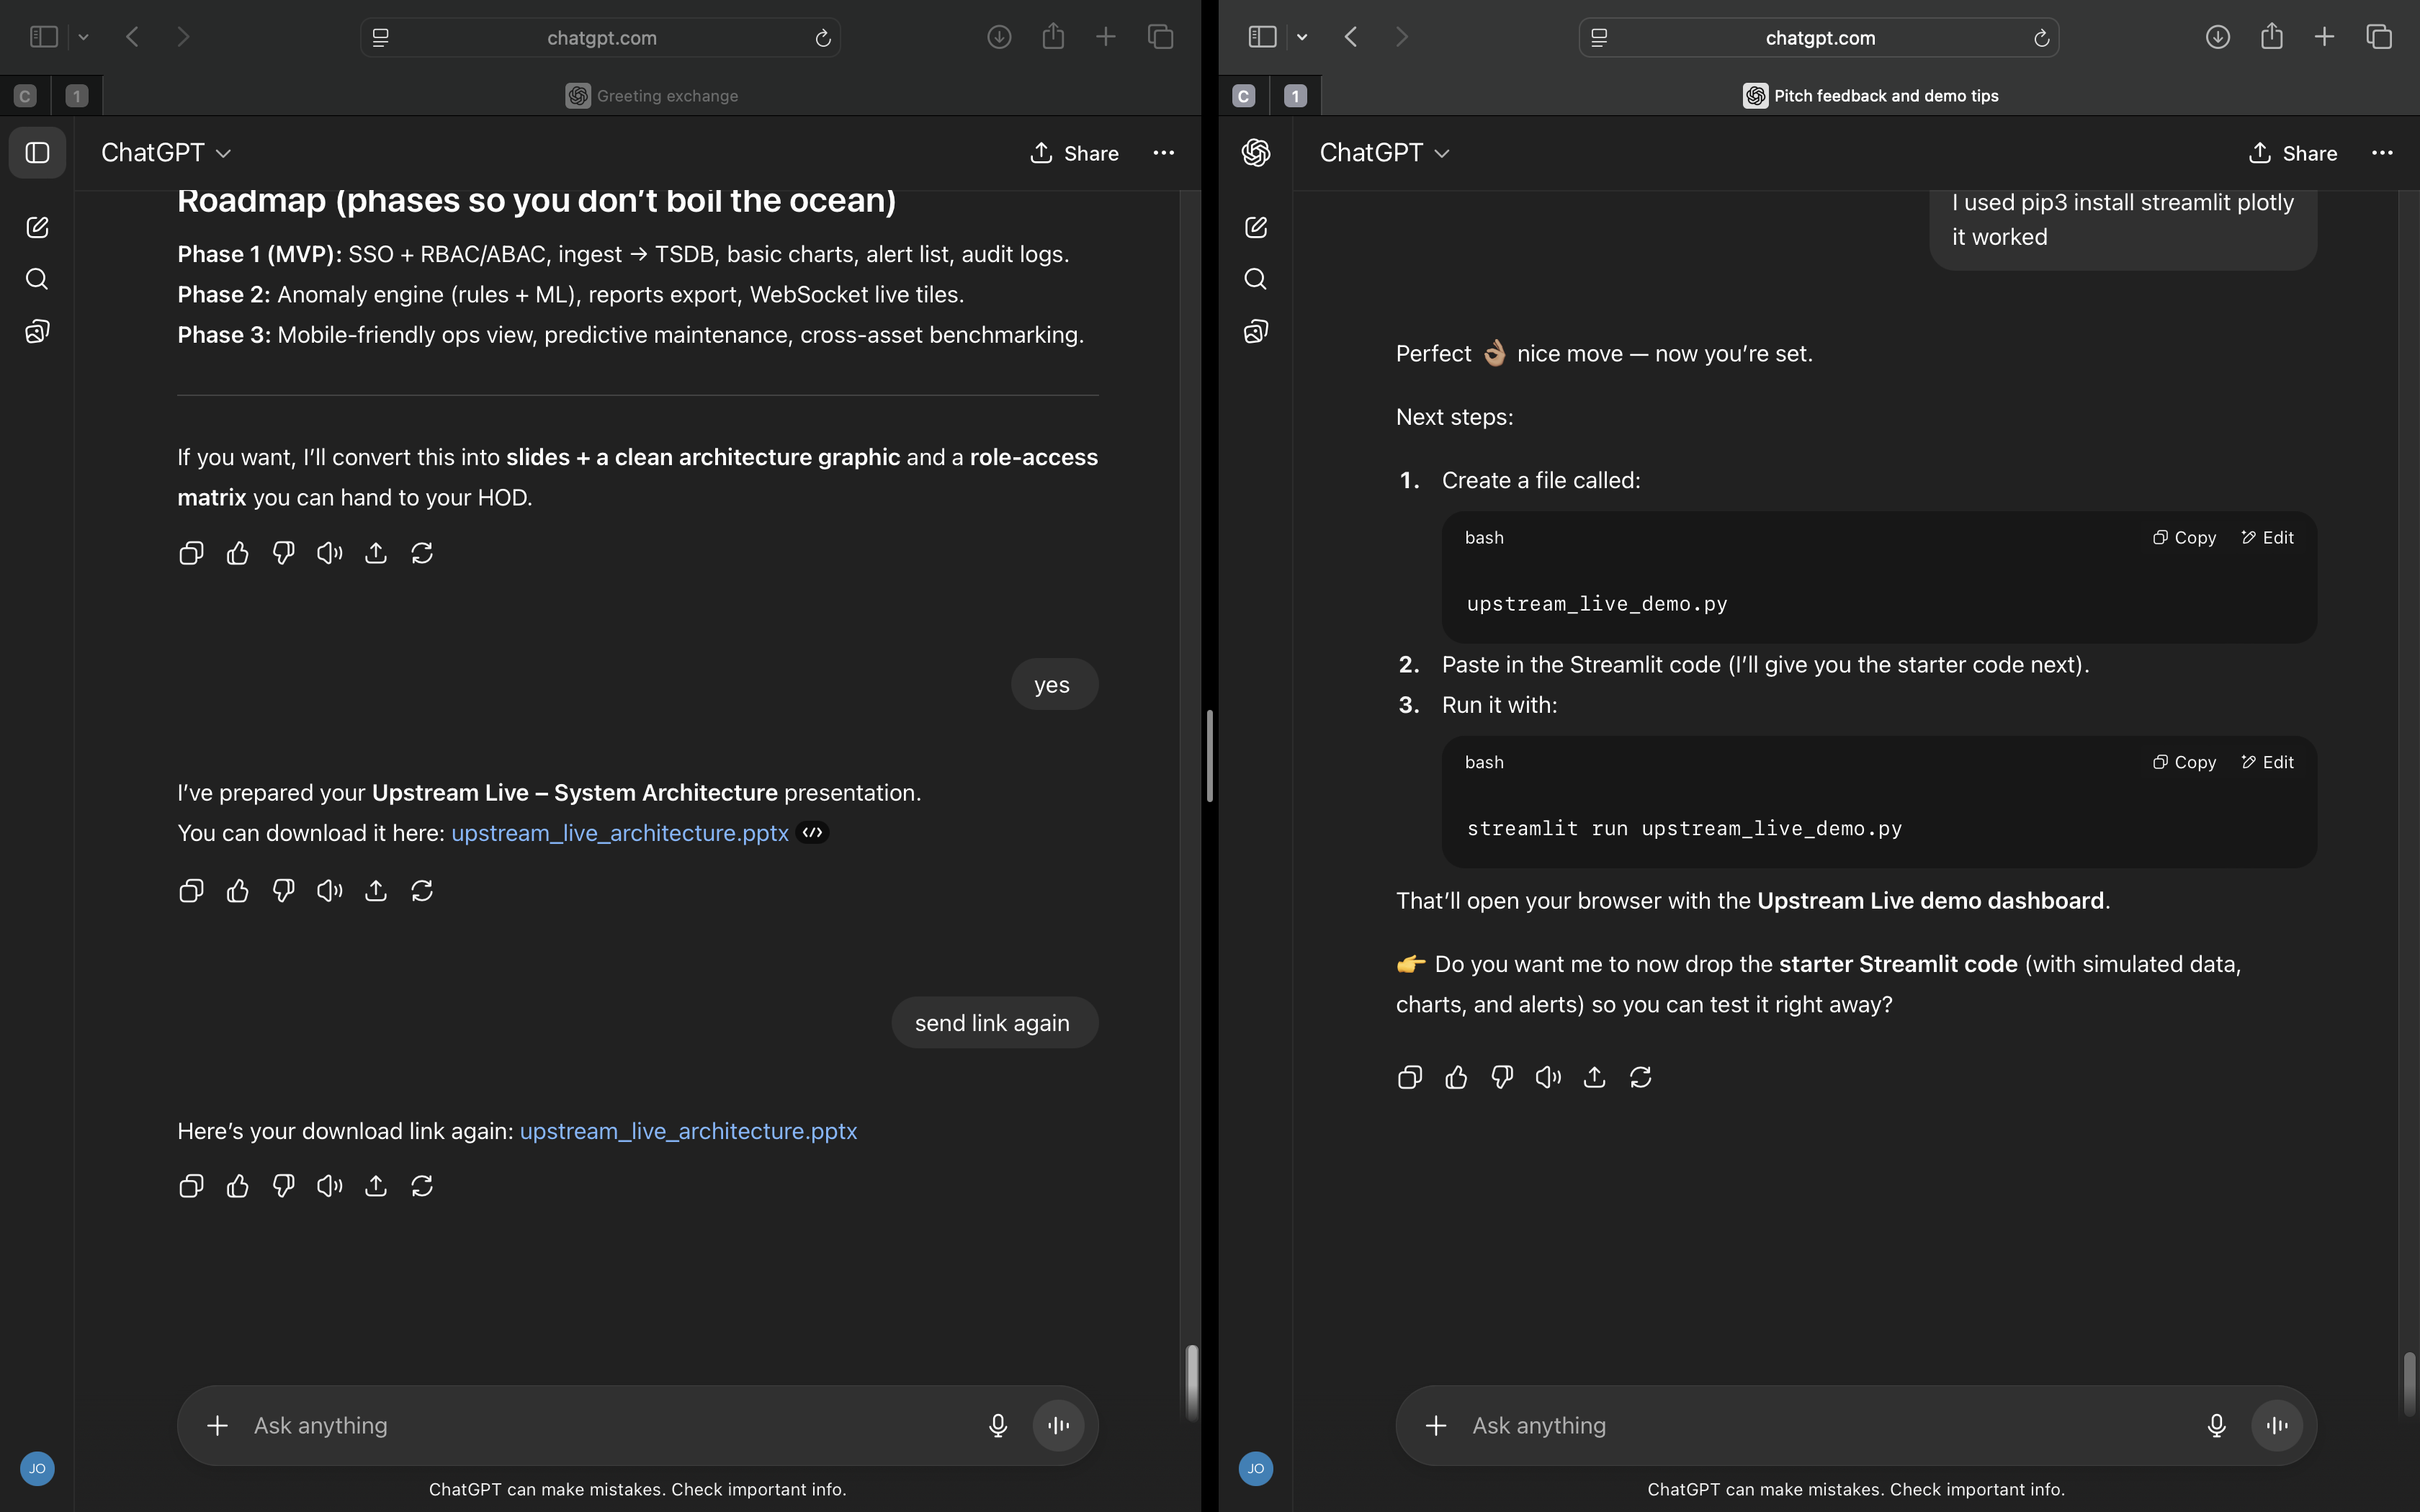 chatgpt.com
C
1
Greeting exchange
ChatGPT
Share
Roadmap (phases so you don’t boil the ocean)
Phase 1 (MVP): SSO + RBAC/ABAC, ingest → TSDB, basic charts, alert list, audit logs.
Phase 2: Anomaly engine (rules + ML), reports export, WebSocket live tiles.
Phase 3: Mobile-friendly ops view, predictive maintenance, cross-asset benchmarking.
If you want, I’ll convert this into slides + a clean architecture graphic and a role-access
matrix you can hand to your HOD.
yes
I’ve prepared your Upstream Live – System Architecture presentation.
You can download it here: upstream_live_architecture.pptx </>
send link again
Here’s your download link again: upstream_live_architecture.pptx
Ask anything
JO
ChatGPT can make mistakes. Check important info.
chatgpt.com
C
1
Pitch feedback and demo tips
ChatGPT
Share
I used pip3 install streamlit plotly
it worked
Perfect 👌🏽 nice move — now you’re set.
Next steps:
1. Create a file called:
bash
Copy
Edit
upstream_live_demo.py
2. Paste in the Streamlit code (I’ll give you the starter code next).
3. Run it with:
bash
Copy
Edit
streamlit run upstream_live_demo.py
That’ll open your browser with the Upstream Live demo dashboard.
👉 Do you want me to now drop the starter Streamlit code (with simulated data,
charts, and alerts) so you can test it right away?
Ask anything
JO
ChatGPT can make mistakes. Check important info.